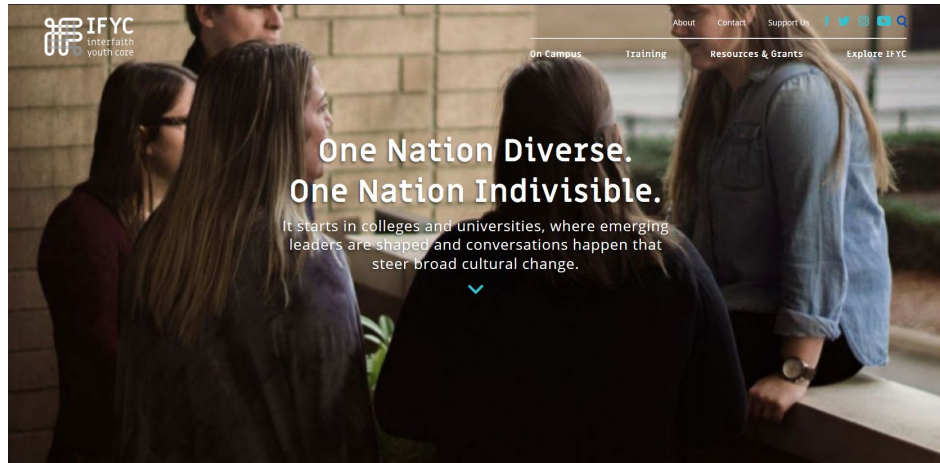 IFYC
interfaith
youth core
About Contact Support Us
On Campus Training Resources & Grants Explore IFYC
One Nation Diverse.
One Nation Indivisible.
It starts in colleges and universities, where emerging
leaders are shaped and conversations happen that
steer broad cultural change.